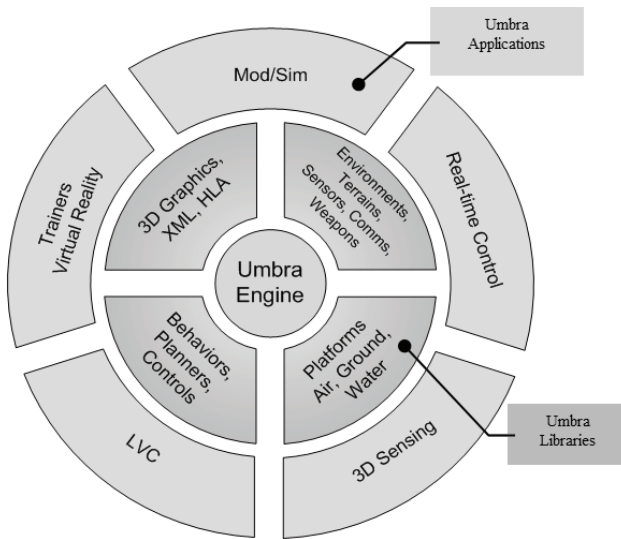 Umbra
Applications
Mod/Sim
Trainers
Virtual Reality
3D Graphics,
XML, HLA
Environments,
Terrains,
Sensors, Comms,
Weapons
Real-time Control
Umbra
Engine
Behaviors,
Planners,
Controls
Platforms
Air, Ground,
Water
Umbra
Libraries
LVC
3D Sensing